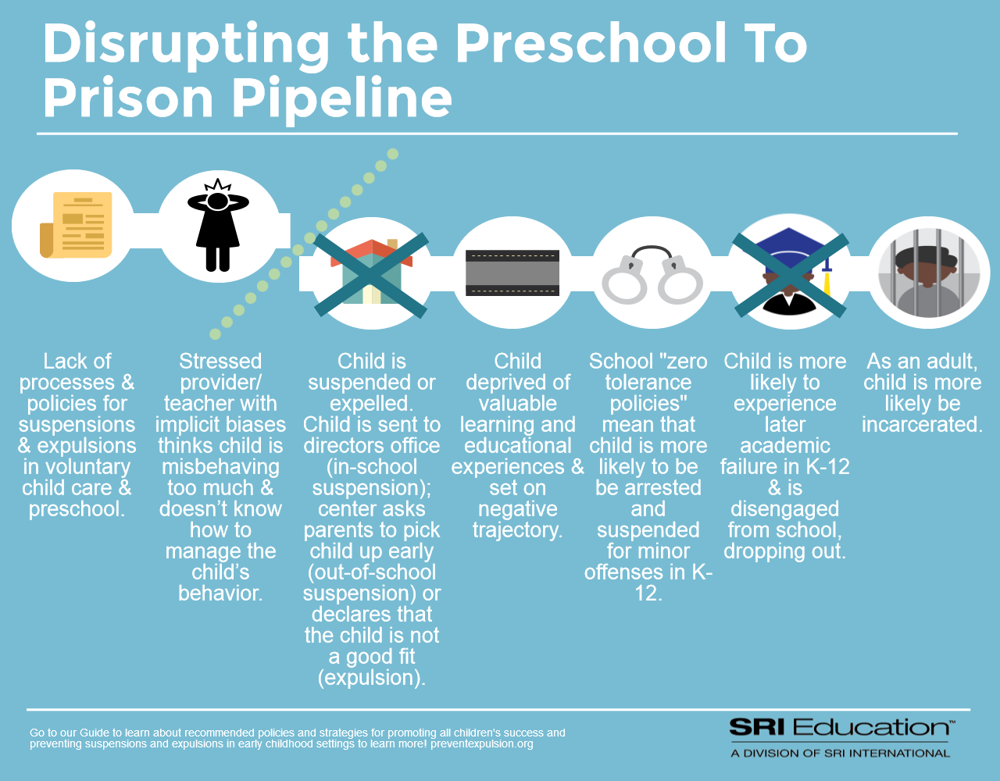 Disrupting the Preschool To
Prison Pipeline
Lack of
processes &
policies for
suspensions
& expulsions
in voluntary
child care &
preschool.
Stressed
provider/
teacher with
implicit biases
thinks child is
misbehaving
too much &
doesn’t know
how to
manage the
child’s
behavior.
Child is
suspended or
expelled.
Child is sent to
directors office
(in-school
suspension);
center asks
parents to pick
child up early
(out-of-school
suspension) or
declares that
the child is not
a good fit
(expulsion).
Child
deprived of
valuable
learning and
educational
experiences &
set on
negative
trajectory.
School "zero
tolerance
policies"
mean that
child is more
likely to be
be arrested
and
suspended
for minor
offenses in K-
12.
Child is more
likely to
experience
later
academic
failure in K-12
& is
disengaged
from school,
dropping out.
As an adult,
child is more
likely be
incarcerated.
Go to our Guide to learn about recommended policies and strategies for promoting all children's success and
preventing suspensions and expulsions in early childhood settings to learn more! preventexpulsion.org
SRI Education™
A DIVISION OF SRI INTERNATIONAL